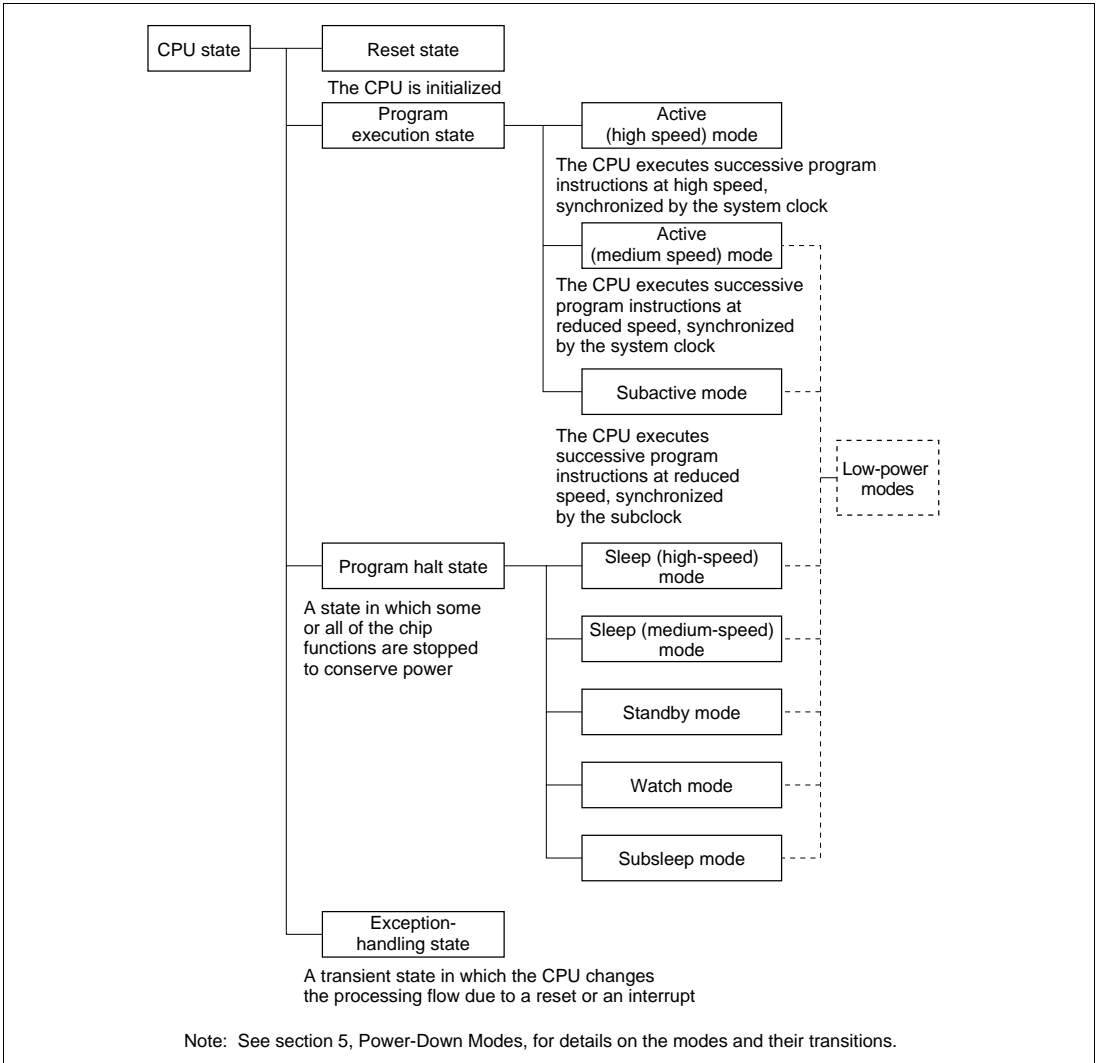 CPU state
Reset state
The CPU is initialized
Program
execution state
Active
(high speed) mode
The CPU executes successive program
instructions at high speed,
synchronized by the system clock
Active
(medium speed) mode
The CPU executes successive
program instructions at
reduced speed, synchronized
by the system clock
Subactive mode
The CPU executes
successive program
instructions at reduced
speed, synchronized
by the subclock
Low-power
modes
Program halt state
A state in which some
or all of the chip
functions are stopped
to conserve power
Sleep (high-speed)
mode
Sleep (medium-speed)
mode
Standby mode
Watch mode
Subsleep mode
Exception-
handling state
A transient state in which the CPU changes
the processing flow due to a reset or an interrupt
Note: See section 5, Power-Down Modes, for details on the modes and their transitions.